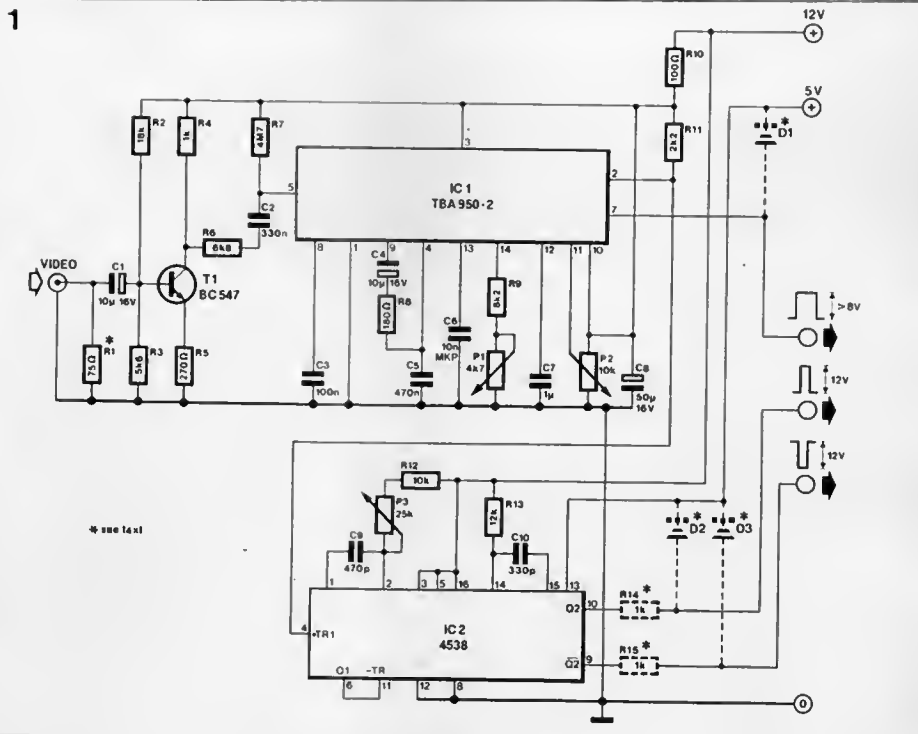 1
12V
R10
100Ω
5V
* D1
R2
18k
R4
1k
R7
4M7
R11
2k2
3
2
7
5
IC1
TBA950-2
C2
330n
R6
6k8
8
1
9
4
13
14
12
11
10
VIDEO
C1
10µ 16V
T1
BC547
C4
10µ 16V
R8
180Ω
R9
8k2
>8V
R1 *
75Ω
R3
5k6
R5
270Ω
C3
100n
C5
470n
C6
10n
MKP
P1
4k7
C7
1µ
P2
10k
C8
50µ
16V
12V
12V
R12
10k
P3
25k
R13
12k
D2 *
D3 *
* see text
C9
470p
C10
330p
1
2
3
5
16
14
15
13
R14 *
1k
4
+TR1
IC2
4538
Q2
10
R15 *
1k
Q2
9
Q1
-TR
6
11
12
8
0